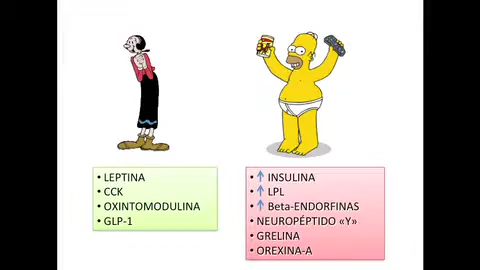 • LEPTINA
• CCK
• OXINTOMODULINA
• GLP-1
• ↑ INSULINA
• ↑ LPL
• ↑ Beta-ENDORFINAS
• NEUROPÉPTIDO «Y»
• GRELINA
• OREXINA-A